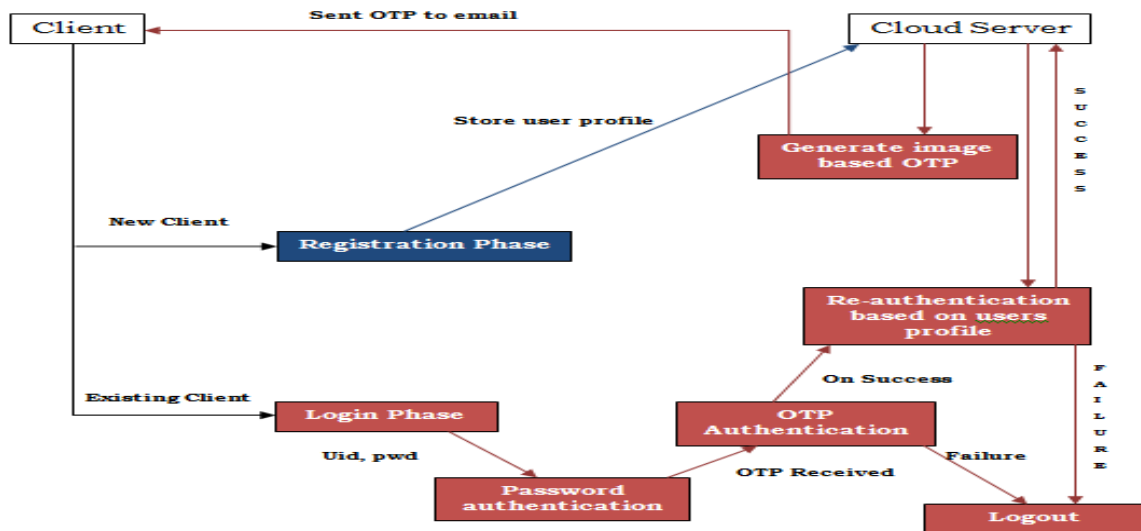 Sent OTP to email
Client
Cloud Server
SUCCESS
Store user profile
Generate image
based OTP
New Client
Registration Phase
Re-authentication
based on users
profile
FAILURE
On Success
Existing Client
Login Phase
OTP
Authentication
Uid, pwd
Failure
OTP Received
Password
authentication
Logout